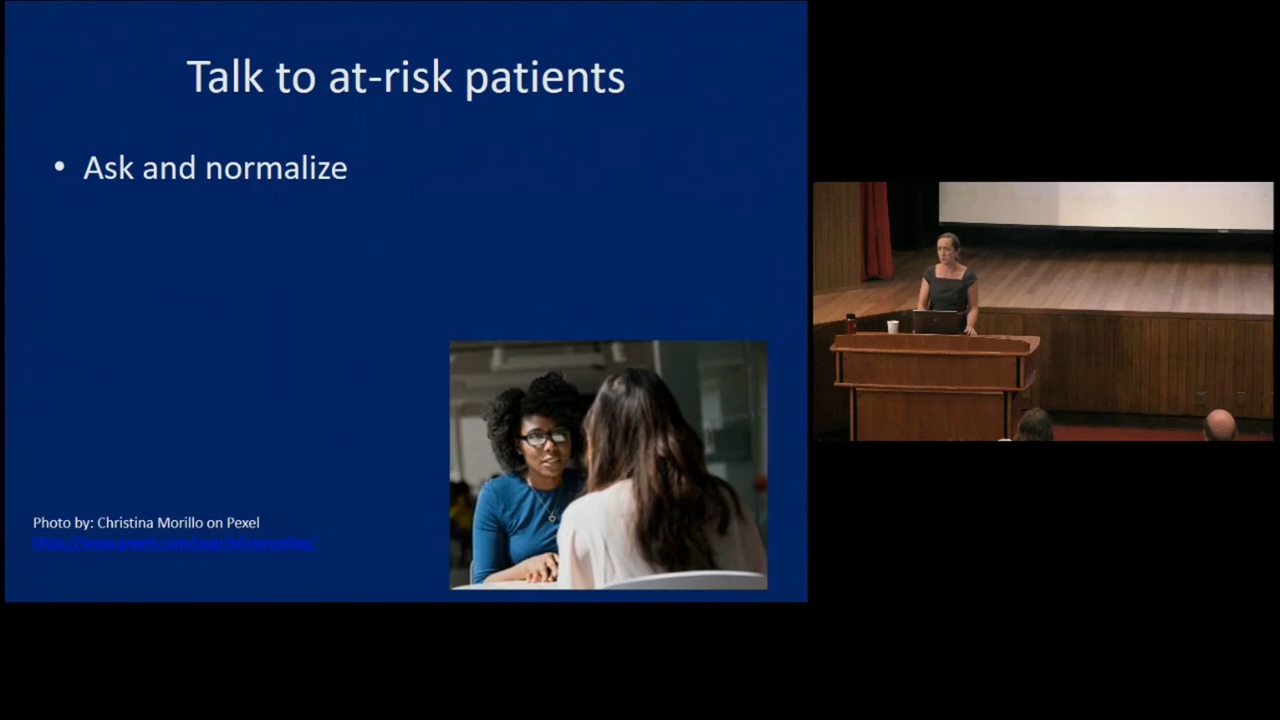 Talk to at-risk patients
• Ask and normalize
Photo by: Christina Morillo on Pexel